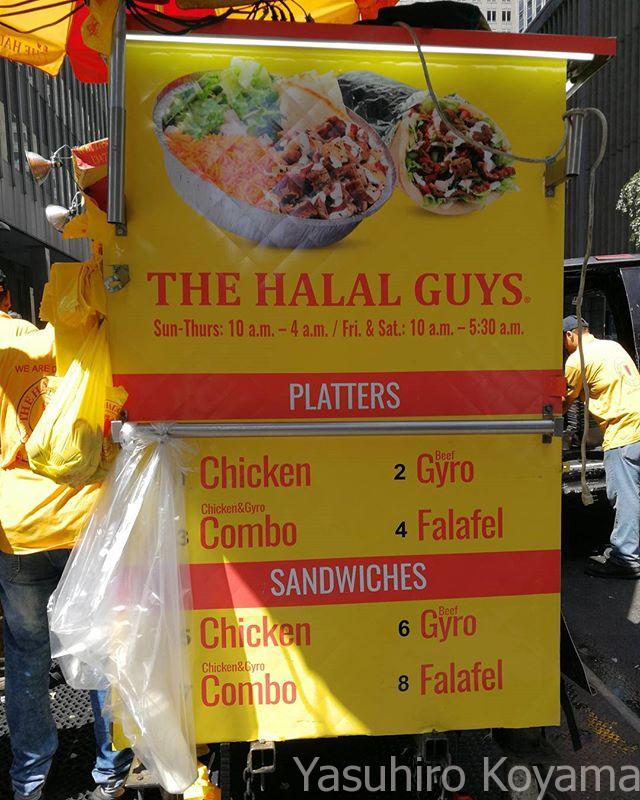 THE HALAL GUYS®
Sun-Thurs: 10 a.m. – 4 a.m. / Fri. & Sat.: 10 a.m. – 5:30 a.m.
PLATTERS
Chicken
2 Beef Gyro
3 Chicken&Gyro Combo
4 Falafel
SANDWICHES
5 Chicken
6 Beef Gyro
Chicken&Gyro Combo
8 Falafel
WE ARE
Yasuhiro Koyama